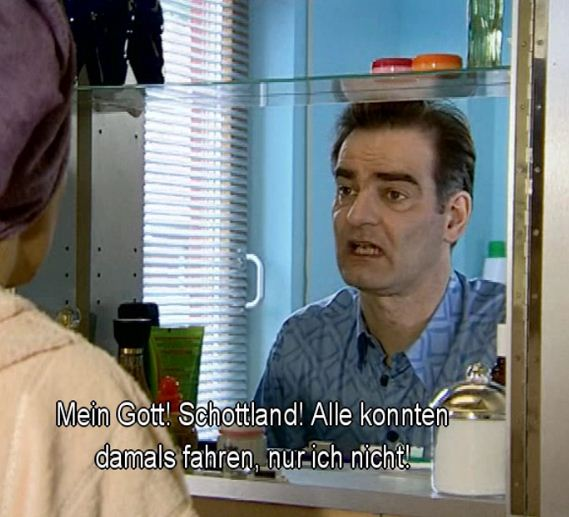 Mein Gott! Schottland! Alle konnten
damals fahren, nur ich nicht!